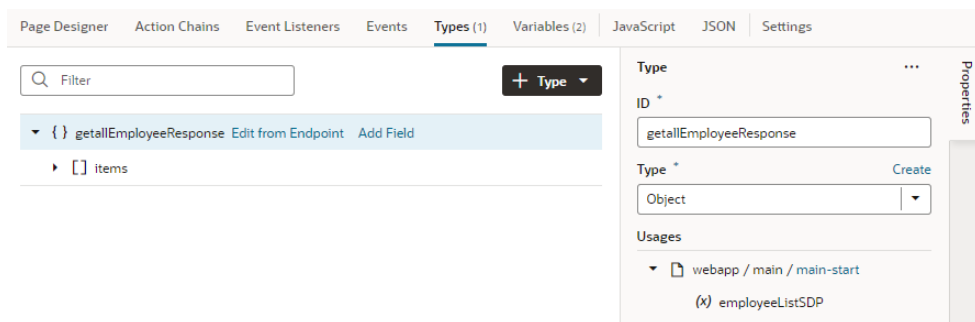 Page Designer Action Chains Event Listeners Events Types (1) Variables (2) JavaScript JSON Settings
Filter
+ Type
{ } getallEmployeeResponse Edit from Endpoint Add Field
[ ] items
Type ...
ID *
getallEmployeeResponse
Type * Create
Object
Usages
webapp / main / main-start
(x) employeeListSDP
Properties